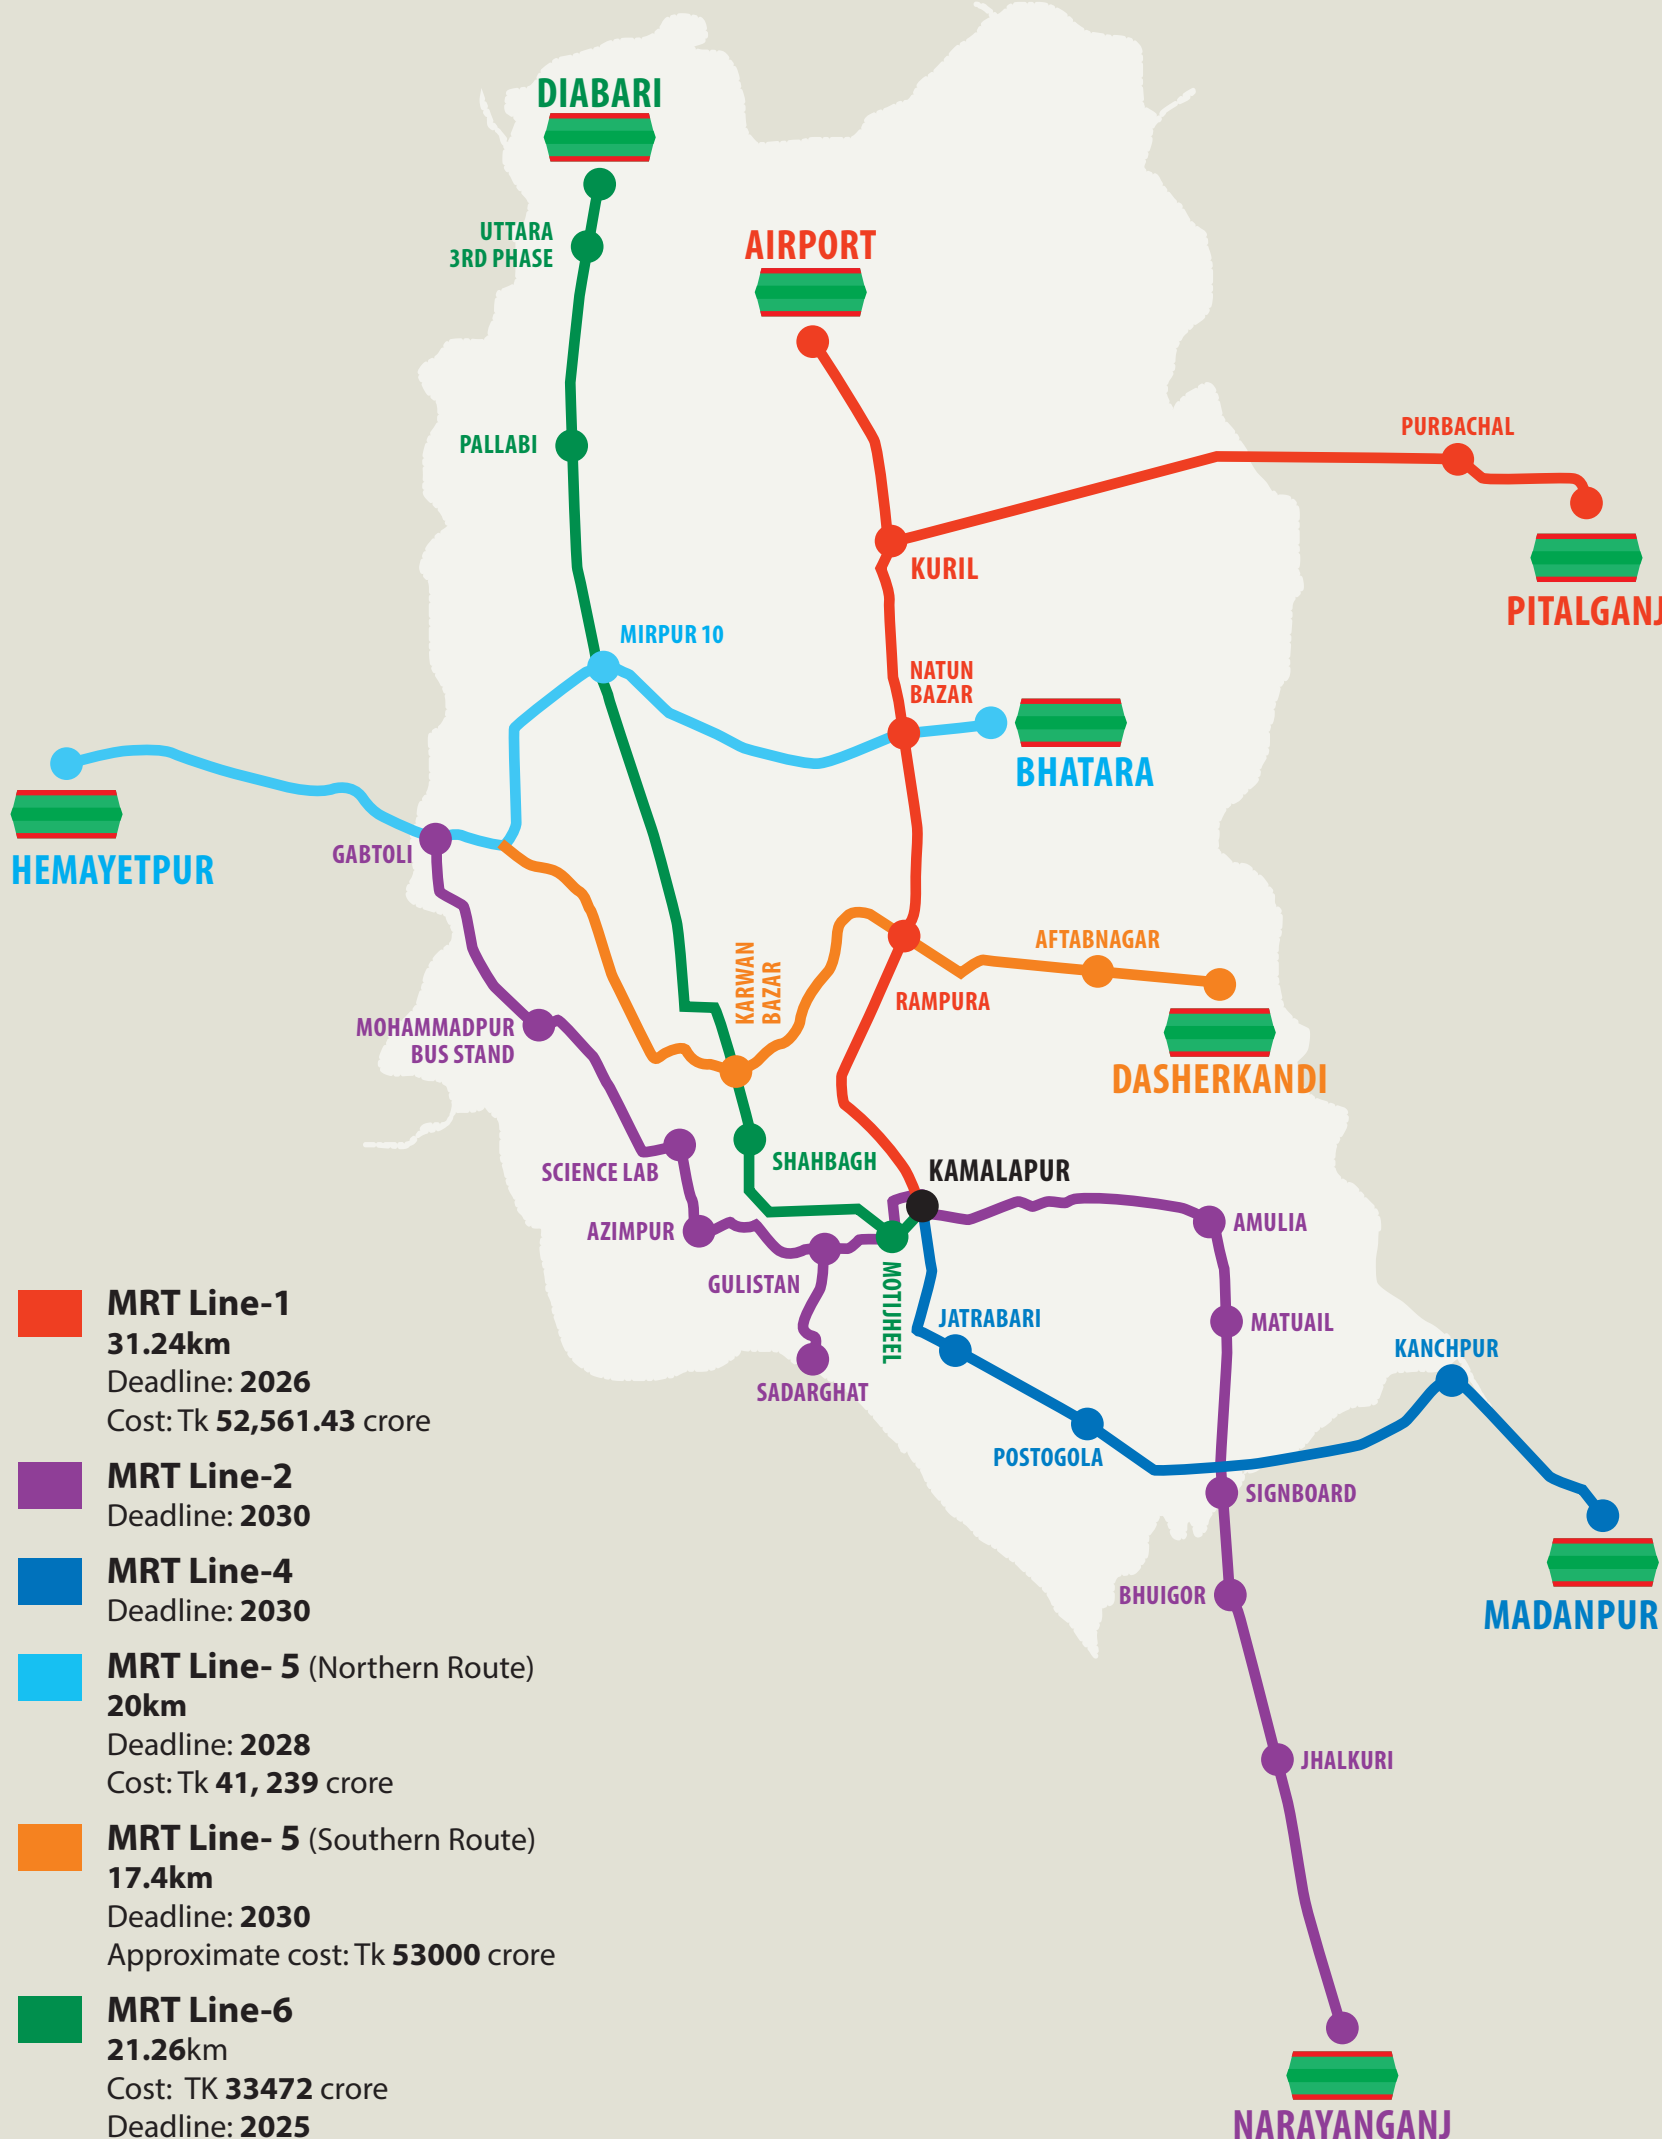 DIABARI
UTTARA
3RD PHASE
AIRPORT
PURBACHAL
PALLABI
KURIL
PITALGANJ
MIRPUR 10
NATUN
BAZAR
BHATARA
GABTOLI
HEMAYETPUR
KARWAN
BAZAR
AFTABNAGAR
RAMPURA
MOHAMMADPUR
BUS STAND
DASHERKANDI
SCIENCE LAB
SHAHBAGH
KAMALAPUR
AZIMPUR
AMULIA
GULISTAN
MOTIJHEEL
JATRABARI
MATUAIL
KANCHPUR
SADARGHAT
POSTOGOLA
SIGNBOARD
BHUIGOR
MADANPUR
JHALKURI
NARAYANGANJ
MRT Line-1
31.24km
Deadline: 2026
Cost: Tk 52,561.43 crore
MRT Line-2
Deadline: 2030
MRT Line-4
Deadline: 2030
MRT Line- 5 (Northern Route)
20km
Deadline: 2028
Cost: Tk 41, 239 crore
MRT Line- 5 (Southern Route)
17.4km
Deadline: 2030
Approximate cost: Tk 53000 crore
MRT Line-6
21.26km
Cost: TK 33472 crore
Deadline: 2025